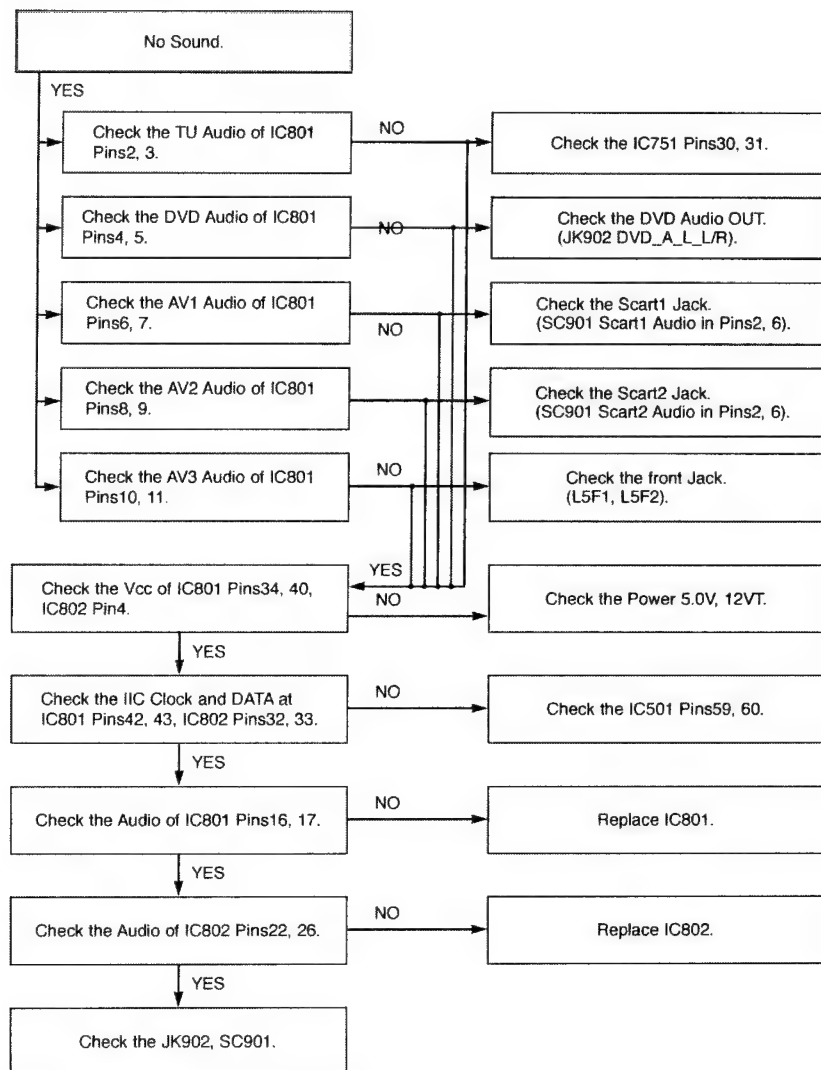 No Sound.
YES
Check the TU Audio of IC801
Pins2, 3.
NO
Check the IC751 Pins30, 31.
Check the DVD Audio of IC801
Pins4, 5.
NO
Check the DVD Audio OUT.
(JK902 DVD_A_L_L/R).
Check the AV1 Audio of IC801
Pins6, 7.
NO
Check the Scart1 Jack.
(SC901 Scart1 Audio in Pins2, 6).
Check the AV2 Audio of IC801
Pins8, 9.
Check the Scart2 Jack.
(SC901 Scart2 Audio in Pins2, 6).
Check the AV3 Audio of IC801
Pins10, 11.
NO
Check the front Jack.
(L5F1, L5F2).
YES
Check the Vcc of IC801 Pins34, 40,
IC802 Pin4.
NO
Check the Power 5.0V, 12VT.
YES
Check the IIC Clock and DATA at
IC801 Pins42, 43, IC802 Pins32, 33.
NO
Check the IC501 Pins59, 60.
YES
Check the Audio of IC801 Pins16, 17.
NO
Replace IC801.
YES
Check the Audio of IC802 Pins22, 26.
NO
Replace IC802.
YES
Check the JK902, SC901.